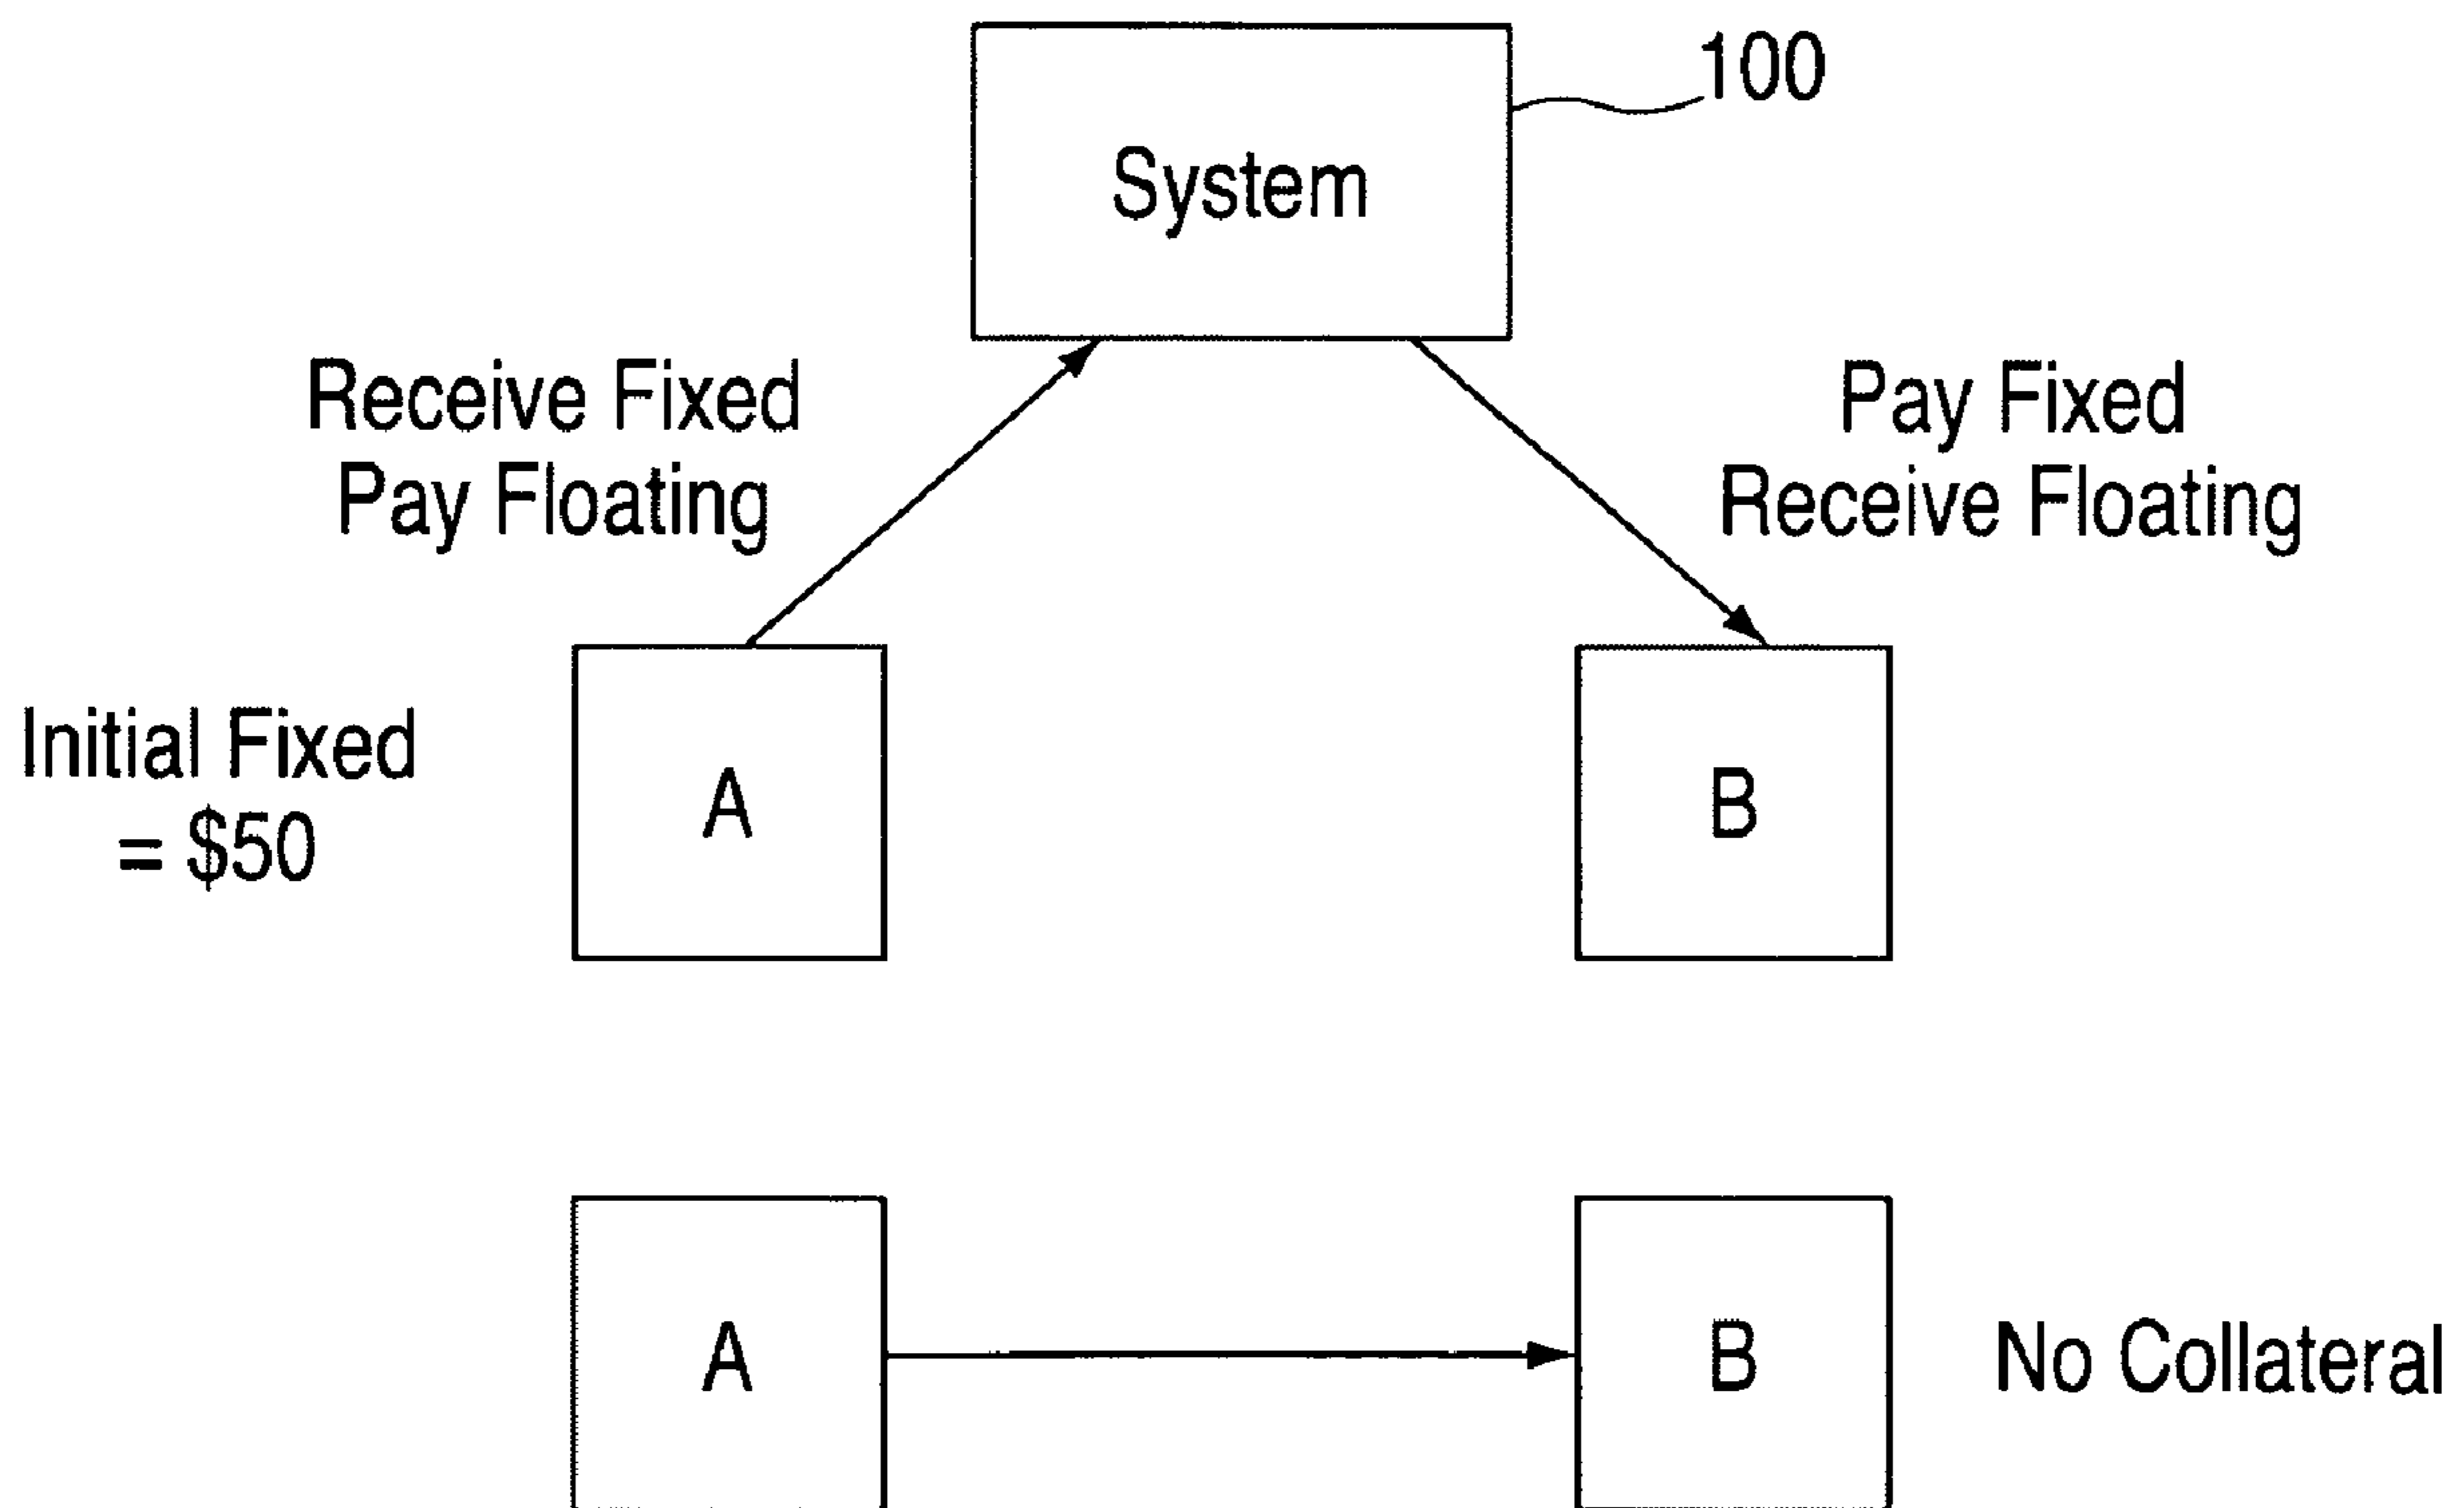 100
System
Receive Fixed
Pay Floating
Pay Fixed
Receive Floating
Initial Fixed
= $50
A
B
A
B
No Collateral